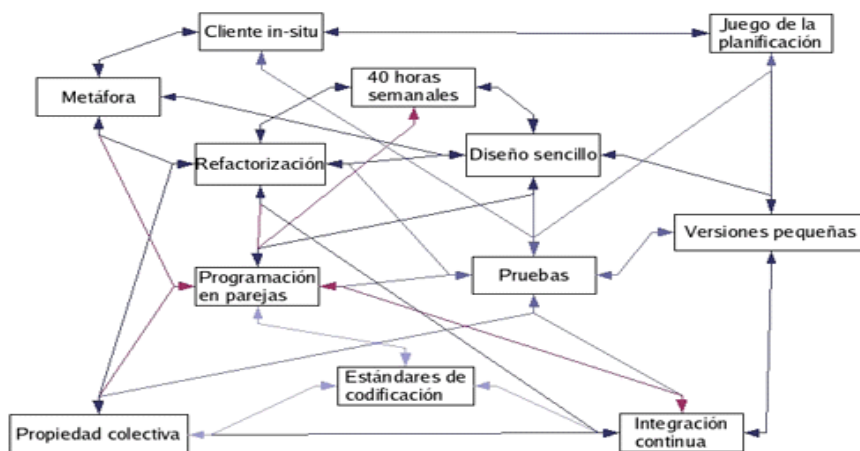 Cliente in-situ
Juego de la
planificación
40 horas
semanales
Metáfora
Refactorización
Diseño sencillo
Versiones pequeñas
Programación
en parejas
Pruebas
Estándares de
codificación
Propiedad colectiva
Integración
continua